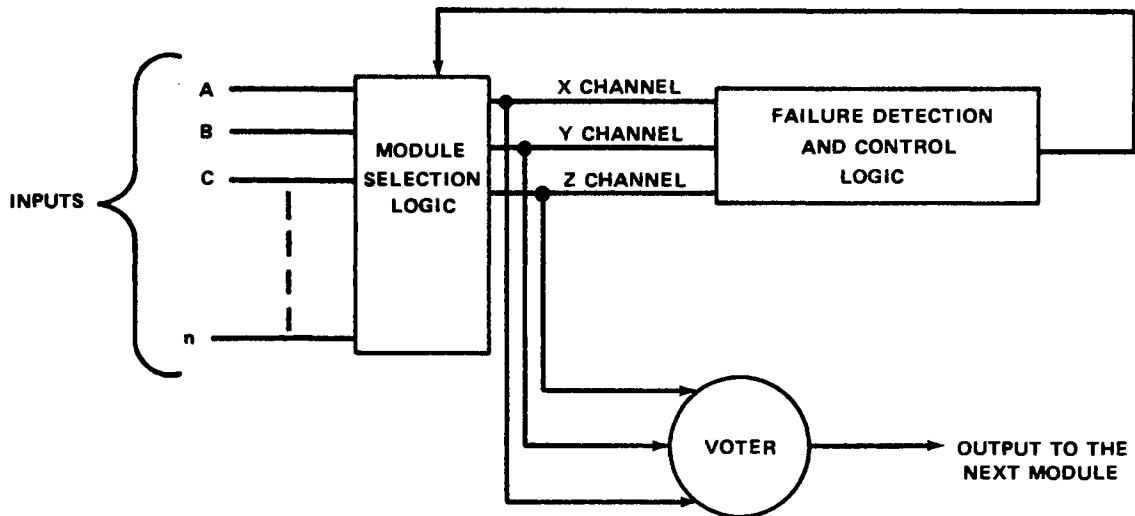 INPUTS
A
B
C
n
MODULE
SELECTION
LOGIC
X CHANNEL
Y CHANNEL
Z CHANNEL
FAILURE DETECTION
AND CONTROL
LOGIC
VOTER
OUTPUT TO THE
NEXT MODULE